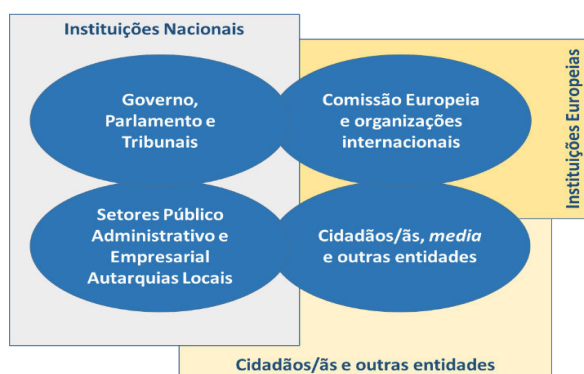 Instituições Nacionais
Governo,
Parlamento e
Tribunais
Comissão Europeia
e organizações
internacionais
Instituições Europeias
Setores Público
Administrativo e
Empresarial
Autarquias Locais
Cidadãos/ãs, media
e outras entidades
Cidadãos/ãs e outras entidades